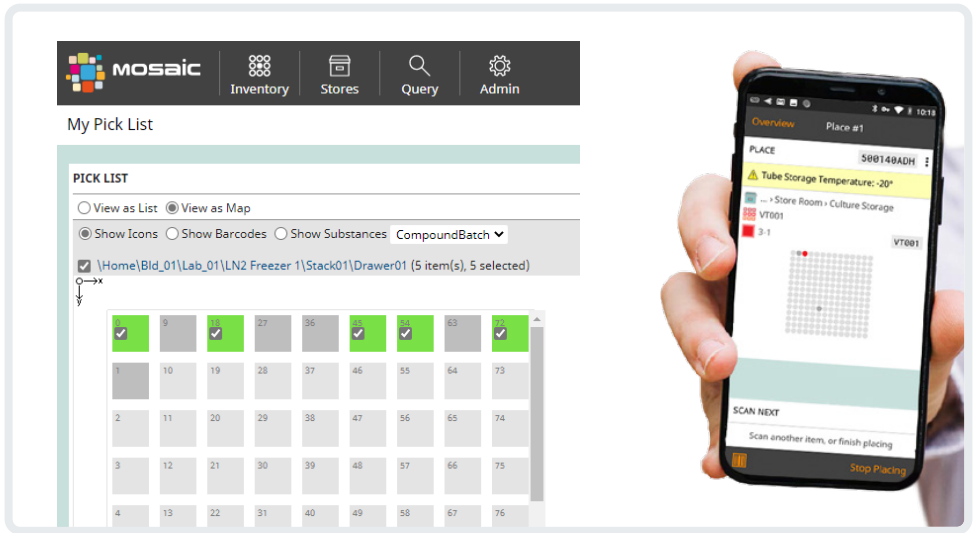 MOSAIC
Inventory
Stores
Query
Admin
My Pick List
PICK LIST
View as List View as Map
Show Icons Show Barcodes Show Substances CompoundBatch
\Home\Bld_01\Lab_01\LN2 Freezer 1\Stack01\Drawer01 (5 item(s), 5 selected)
x
y
0 9 18 27 36 45 54 63 72
1 10 19 28 37 46 55 64 73
2 11 20 29 38 47 56 65 74
3 12 21 30 39 48 57 66 75
4 13 22 31 40 49 58 67 76
10:18
Overview Place #1
PLACE 500140ADH
Tube Storage Temperature: -20°
... › Store Room › Culture Storage
VT001
3-1
VT001
SCAN NEXT
Scan another item, or finish placing
Stop Placing